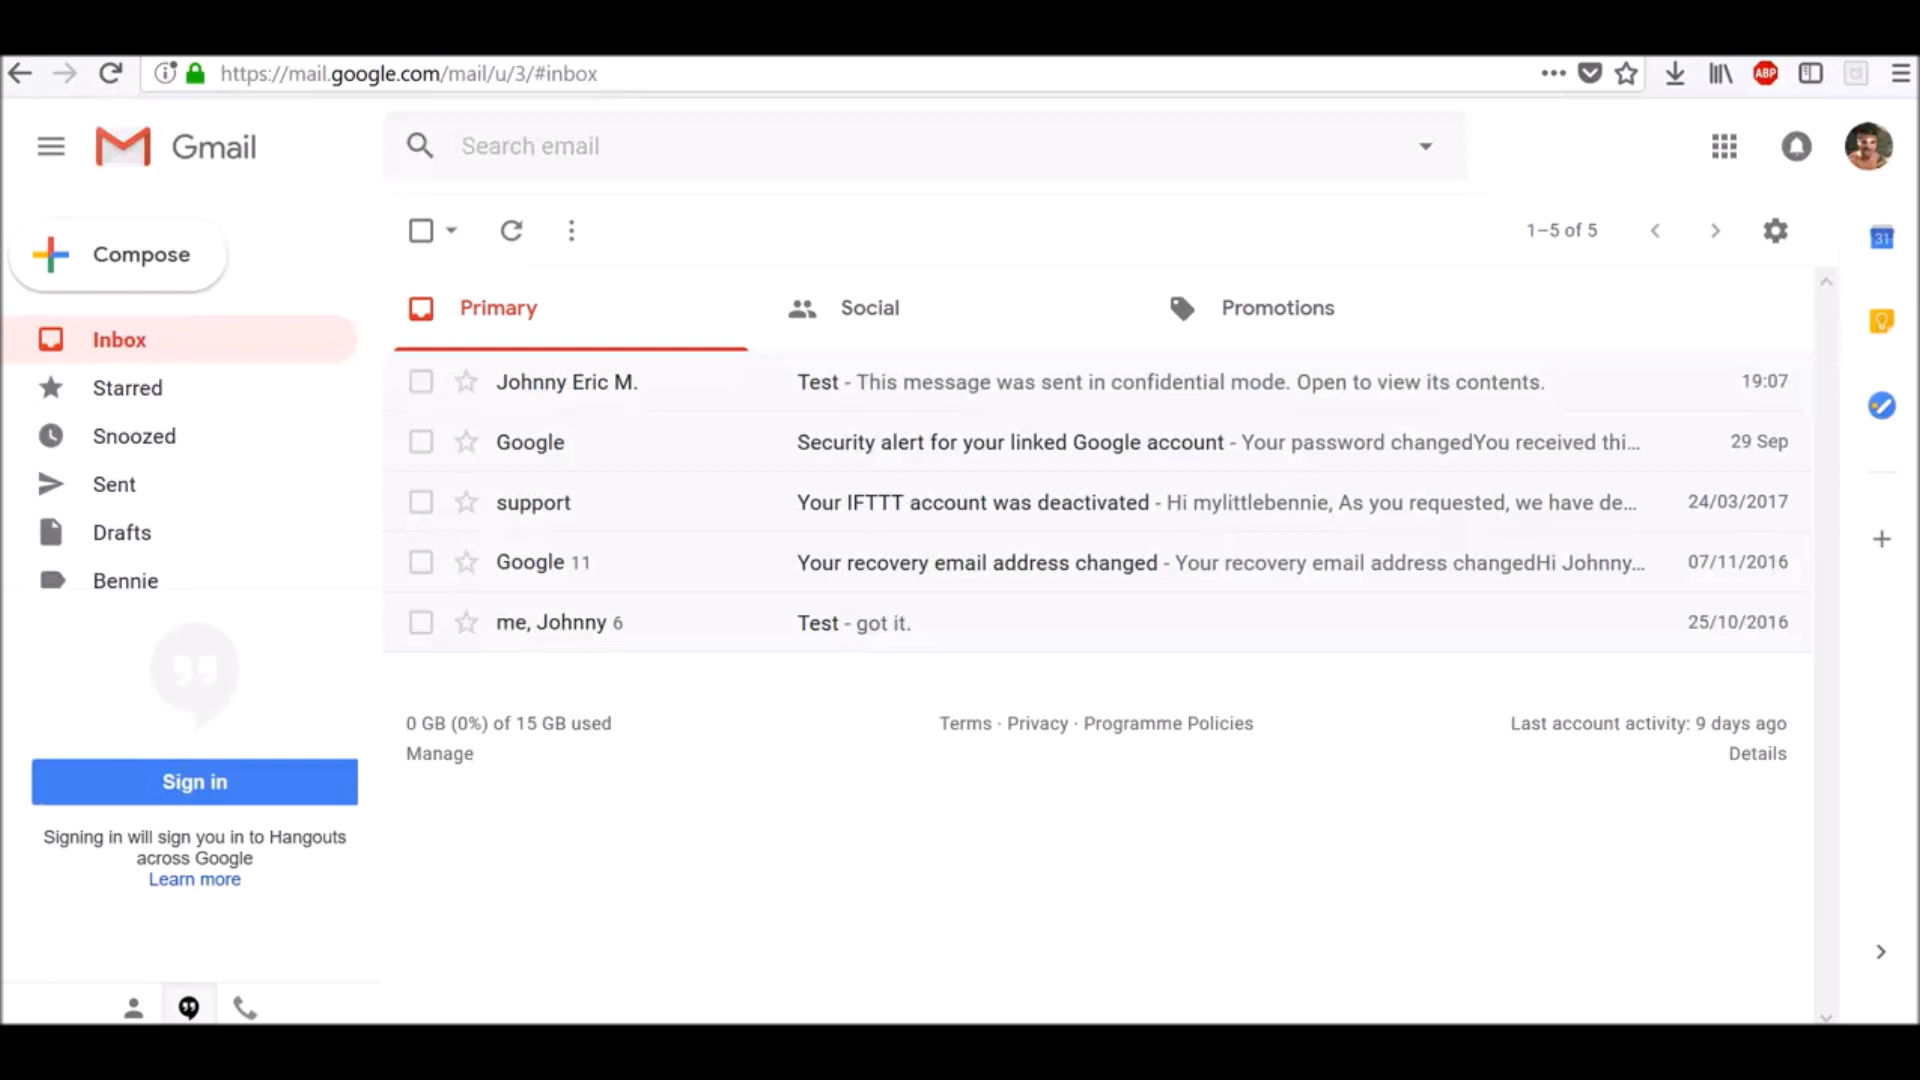 https://mail.google.com/mail/u/3/#inbox
ABP
Gmail
Search email
Compose
1–5 of 5
31
Primary
Social
Promotions
Inbox
Starred
Snoozed
Sent
Drafts
Bennie
Johnny Eric M. Test - This message was sent in confidential mode. Open to view its contents. 19:07
Google Security alert for your linked Google account - Your password changedYou received thi... 29 Sep
support Your IFTTT account was deactivated - Hi mylittlebennie, As you requested, we have de... 24/03/2017
Google 11 Your recovery email address changed - Your recovery email address changedHi Johnny... 07/11/2016
me, Johnny 6 Test - got it. 25/10/2016
0 GB (0%) of 15 GB used
Manage
Terms · Privacy · Programme Policies
Last account activity: 9 days ago
Details
Sign in
Signing in will sign you in to Hangouts
across Google
Learn more